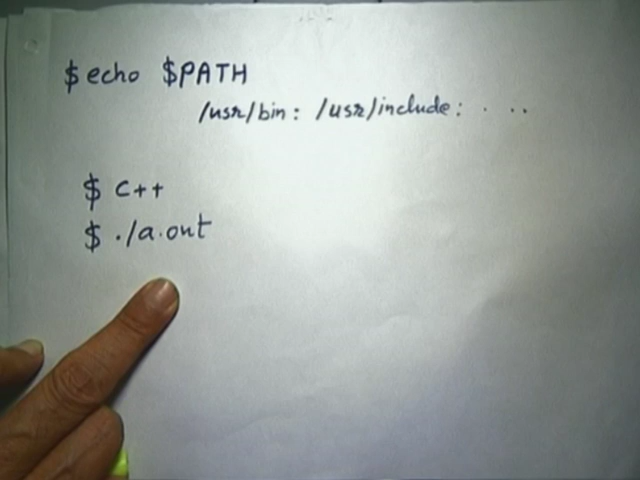 $ echo $PATH
/usr/bin: /usr/include: . ..
$ c++
$ ./a.out